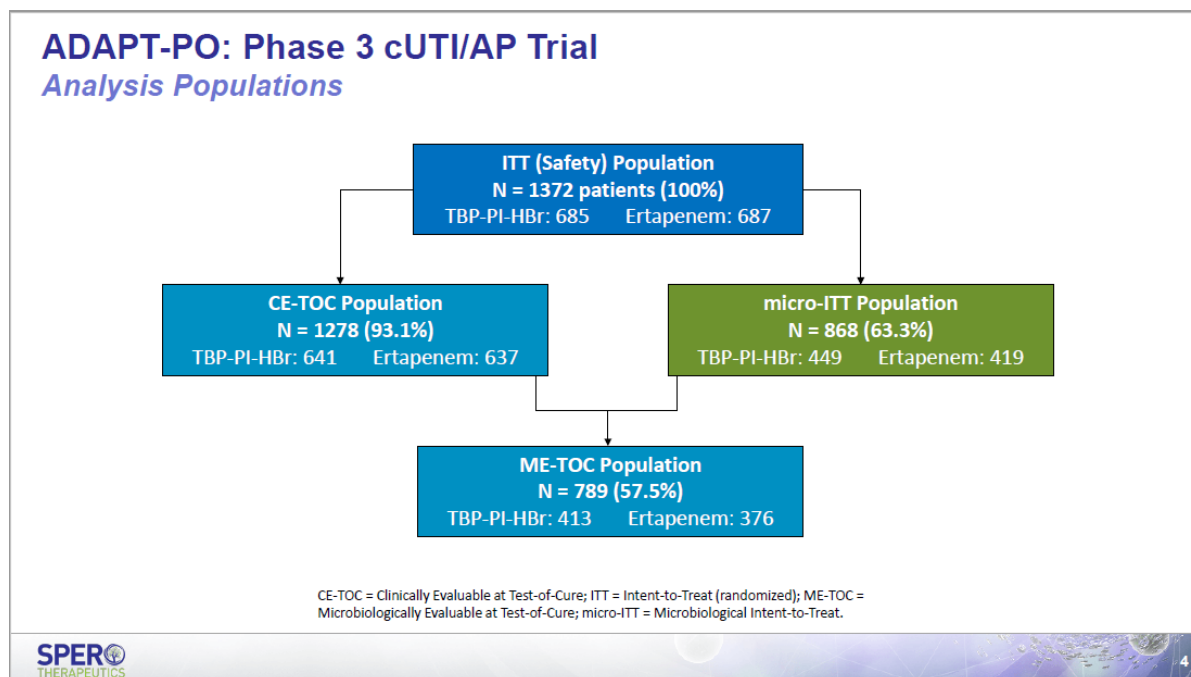 ADAPT-PO: Phase 3 cUTI/AP Trial
Analysis Populations
ITT (Safety) Population
N = 1372 patients (100%)
TBP-PI-HBr: 685 Ertapenem: 687
CE-TOC Population
N = 1278 (93.1%)
TBP-PI-HBr: 641 Ertapenem: 637
micro-ITT Population
N = 868 (63.3%)
TBP-PI-HBr: 449 Ertapenem: 419
ME-TOC Population
N = 789 (57.5%)
TBP-PI-HBr: 413 Ertapenem: 376
CE-TOC = Clinically Evaluable at Test-of-Cure; ITT = Intent-to-Treat (randomized); ME-TOC =
Microbiologically Evaluable at Test-of-Cure; micro-ITT = Microbiological Intent-to-Treat.
SPERO
THERAPEUTICS
4